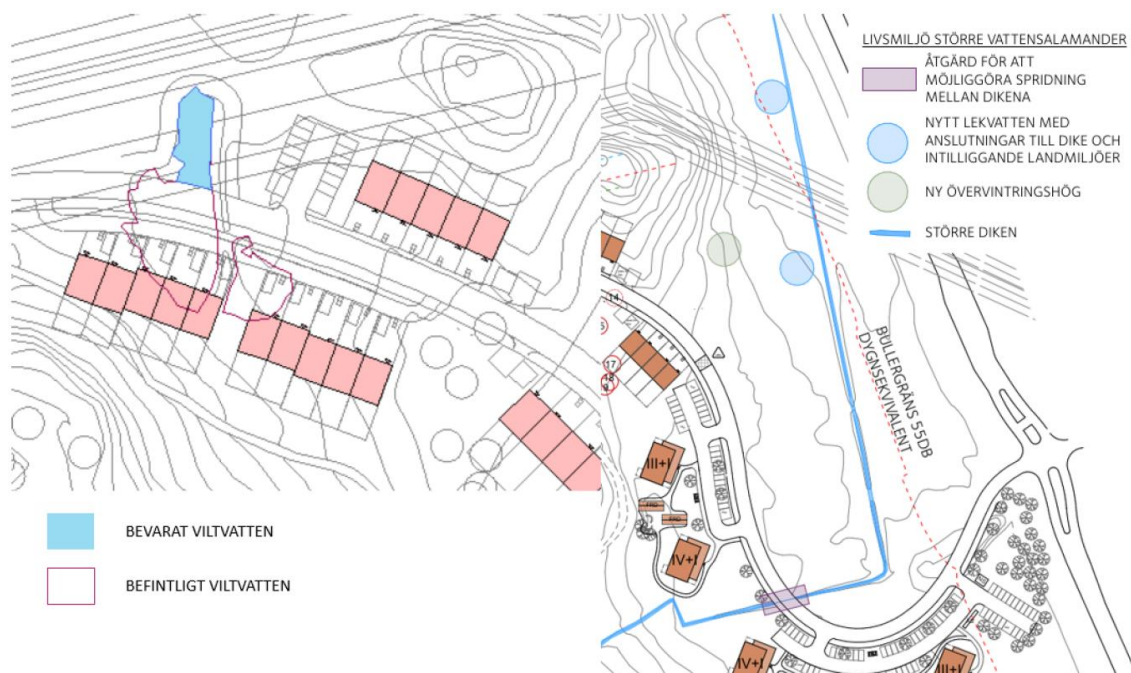 BEVARAT VILTVATTEN
BEFINTLIGT VILTVATTEN
LIVSMILJÖ STÖRRE VATTENSALAMANDER
ÅTGÄRD FÖR ATT
MÖJLIGGÖRA SPRIDNING
MELLAN DIKENA
NYTT LEKVATTEN MED
ANSLUTNINGAR TILL DIKE OCH
INTILLIGGANDE LANDMILJÖER
NY ÖVERVINTRINGSHÖG
STÖRRE DIKEN
BULLERGRÄNS 55DB
DYGNSEKVIVALENT
14
17
18
III+I
IV+I
IV+I
III+I